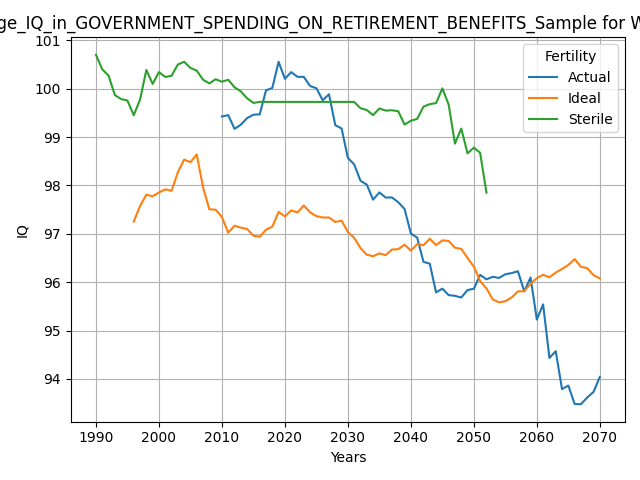 ge_IQ_in_GOVERNMENT_SPENDING_ON_RETIREMENT_BENEFITS_Sample for W
Fertility
Actual
Ideal
Sterile
101
100
99
98
97
96
95
94
IQ
1990 2000 2010 2020 2030 2040 2050 2060 2070
Years